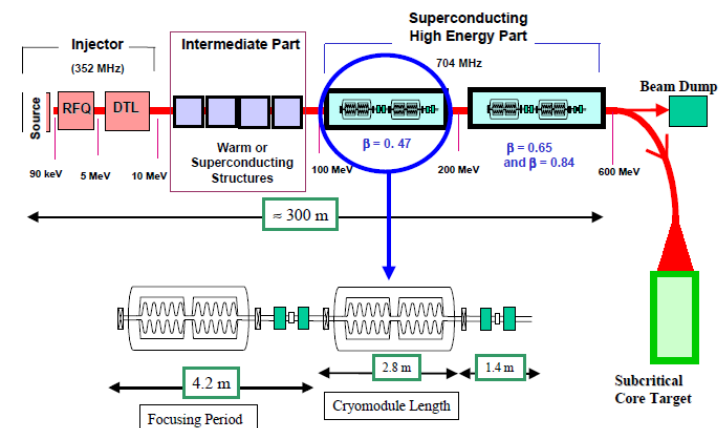 Superconducting
High Energy Part
Injector
Intermediate Part
(352 MHz)
704 MHz
Beam Dump
Source
RFQ
DTL
β = 0. 47
β = 0.65
and β = 0.84
Warm or
Superconducting
Structures
90 keV
5 MeV
10 MeV
100 MeV
200 MeV
600 MeV
≈ 300 m
4.2 m
2.8 m
1.4 m
Focusing Period
Cryomodule Length
Subcritical
Core Target